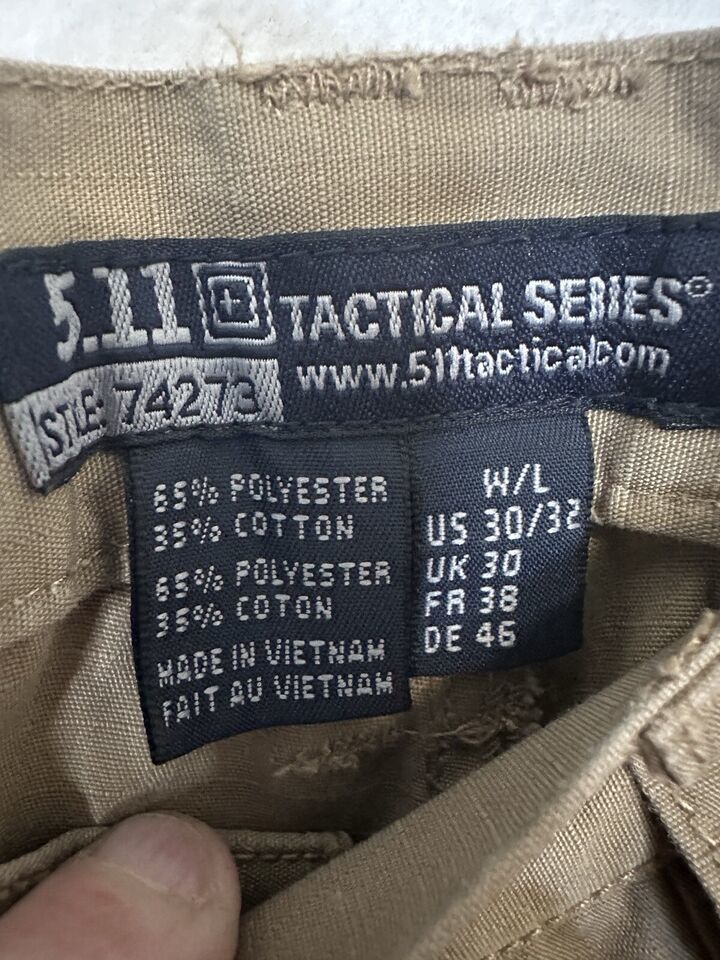 5.11 TACTICAL SERIES®
www.511tactical.com
STYLE: 74273
65% POLYESTER
35% COTTON
65% POLYESTER
35% COTON
MADE IN VIETNAM
FAIT AU VIETNAM
W/L
US 30/32
UK 30
FR 38
DE 46